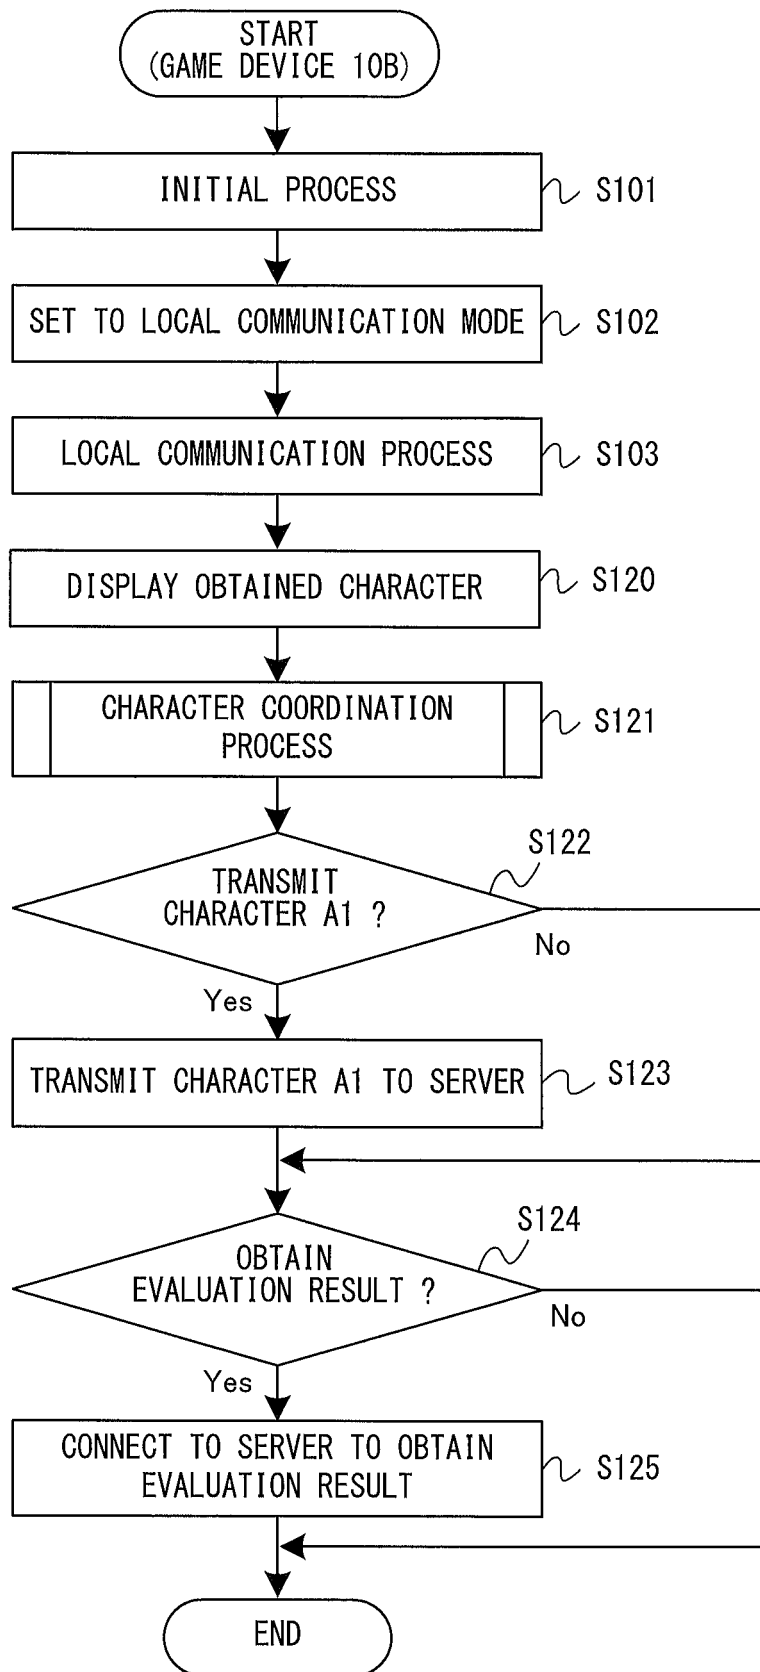 START
(GAME DEVICE 10B)
INITIAL PROCESS
S101
SET TO LOCAL COMMUNICATION MODE
S102
LOCAL COMMUNICATION PROCESS
S103
DISPLAY OBTAINED CHARACTER
S120
CHARACTER COORDINATION
PROCESS
S121
S122
TRANSMIT
CHARACTER A1 ?
No
Yes
TRANSMIT CHARACTER A1 TO SERVER
S123
S124
OBTAIN
EVALUATION RESULT ?
No
Yes
CONNECT TO SERVER TO OBTAIN
EVALUATION RESULT
S125
END